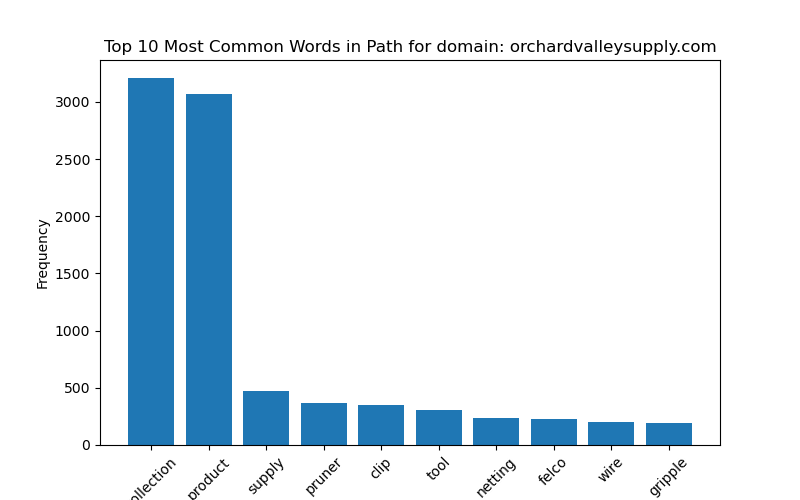 Top 10 Most Common Words in Path for domain: orchardvalleysupply.com
Frequency
3000
2500
2000
1500
1000
500
0
ollection
product
supply
pruner
clip
tool
netting
felco
wire
gripple